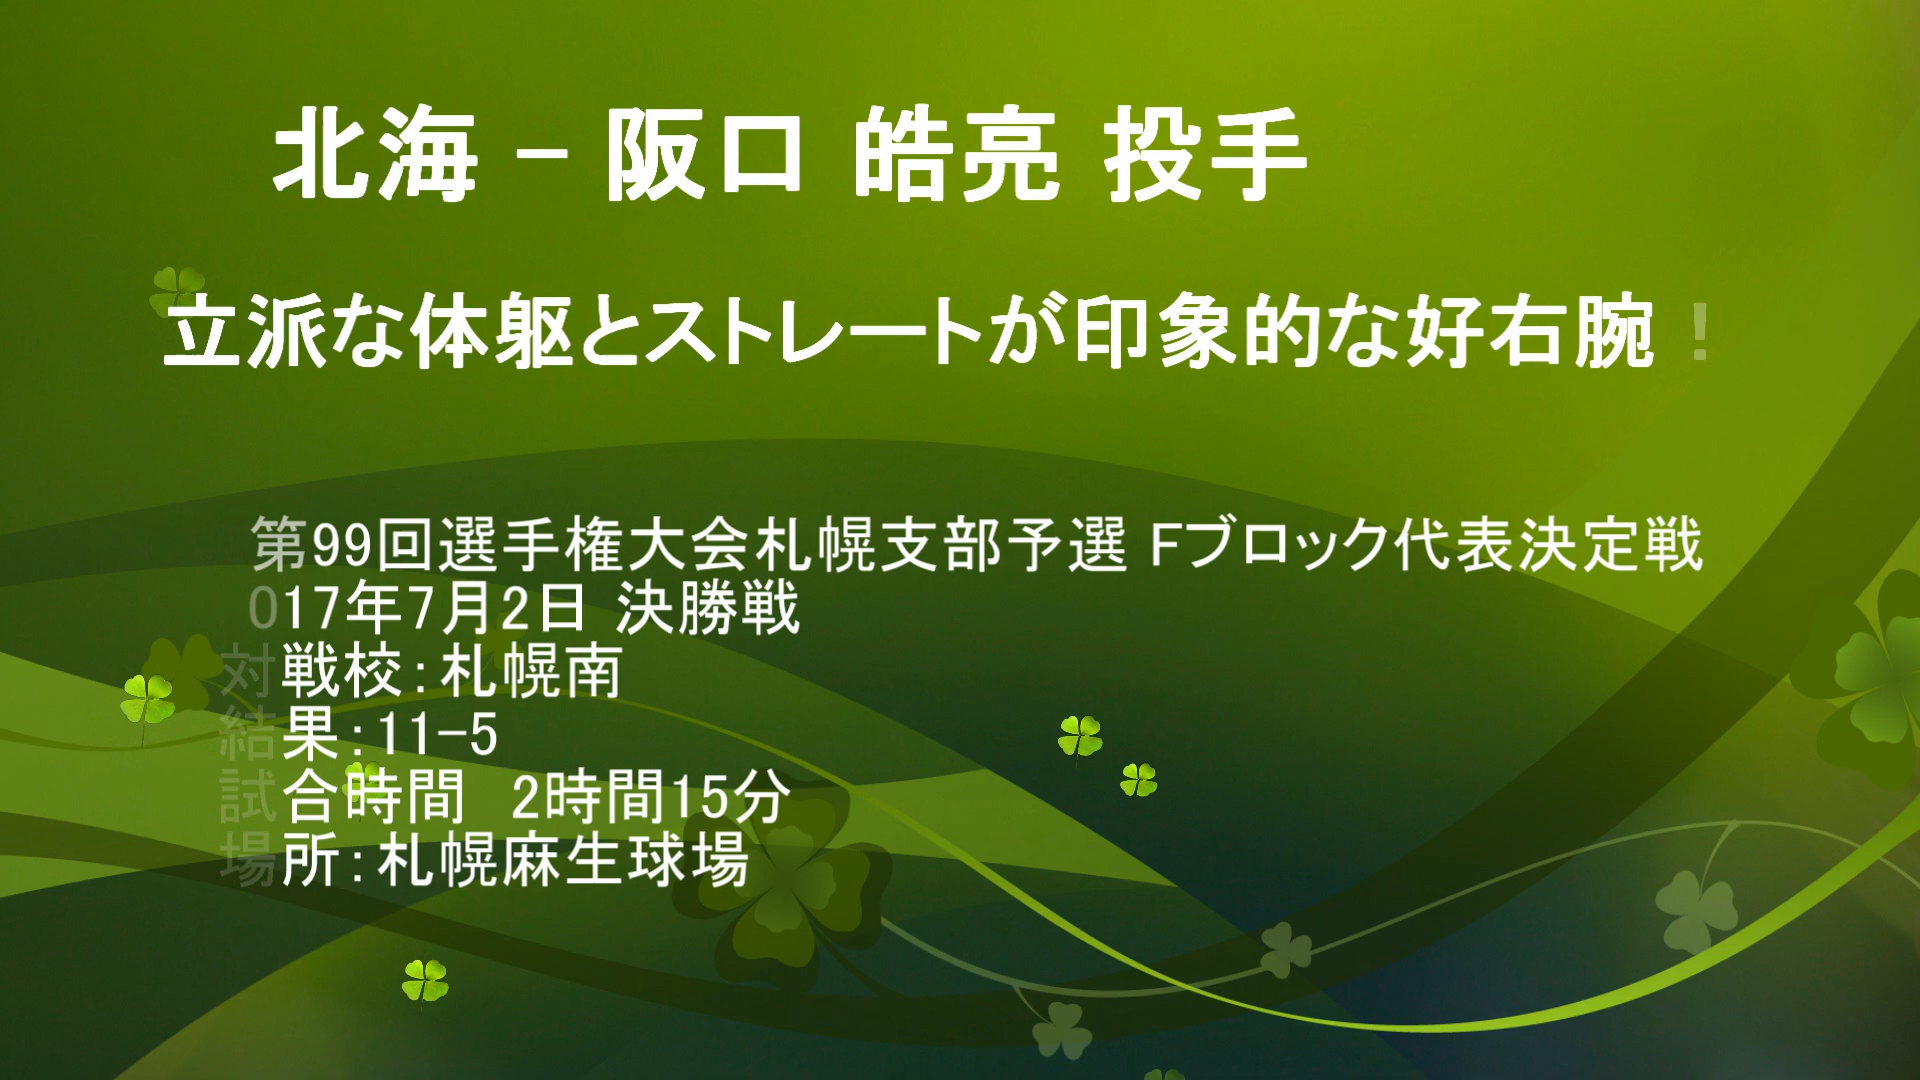 北海 - 阪口 皓亮 投手
立派な体躯とストレートが印象的な好右腕 !
第99回選手権大会札幌支部予選 Fブロック代表決定戦
017年7月2日 決勝戦
対戦校：札幌南
結果：11-5
試合時間　2時間15分
場所：札幌麻生球場